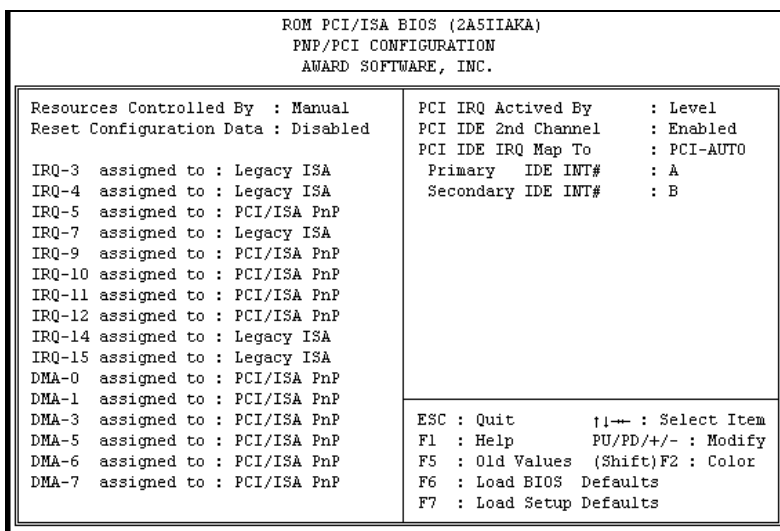 ROM PCI/ISA BIOS (2A5IIAKA)
PNP/PCI CONFIGURATION
AWARD SOFTWARE, INC.
Resources Controlled By : Manual
Reset Configuration Data : Disabled
IRQ-3 assigned to : Legacy ISA
IRQ-4 assigned to : Legacy ISA
IRQ-5 assigned to : PCI/ISA PnP
IRQ-7 assigned to : Legacy ISA
IRQ-9 assigned to : PCI/ISA PnP
IRQ-10 assigned to : PCI/ISA PnP
IRQ-11 assigned to : PCI/ISA PnP
IRQ-12 assigned to : PCI/ISA PnP
IRQ-14 assigned to : Legacy ISA
IRQ-15 assigned to : Legacy ISA
DMA-0 assigned to : PCI/ISA PnP
DMA-1 assigned to : PCI/ISA PnP
DMA-3 assigned to : PCI/ISA PnP
DMA-5 assigned to : PCI/ISA PnP
DMA-6 assigned to : PCI/ISA PnP
DMA-7 assigned to : PCI/ISA PnP
PCI IRQ Actived By : Level
PCI IDE 2nd Channel : Enabled
PCI IDE IRQ Map To : PCI-AUTO
Primary IDE INT# : A
Secondary IDE INT# : B
ESC : Quit ↑↓→← : Select Item
F1 : Help PU/PD/+/- : Modify
F5 : Old Values (Shift)F2 : Color
F6 : Load BIOS Defaults
F7 : Load Setup Defaults